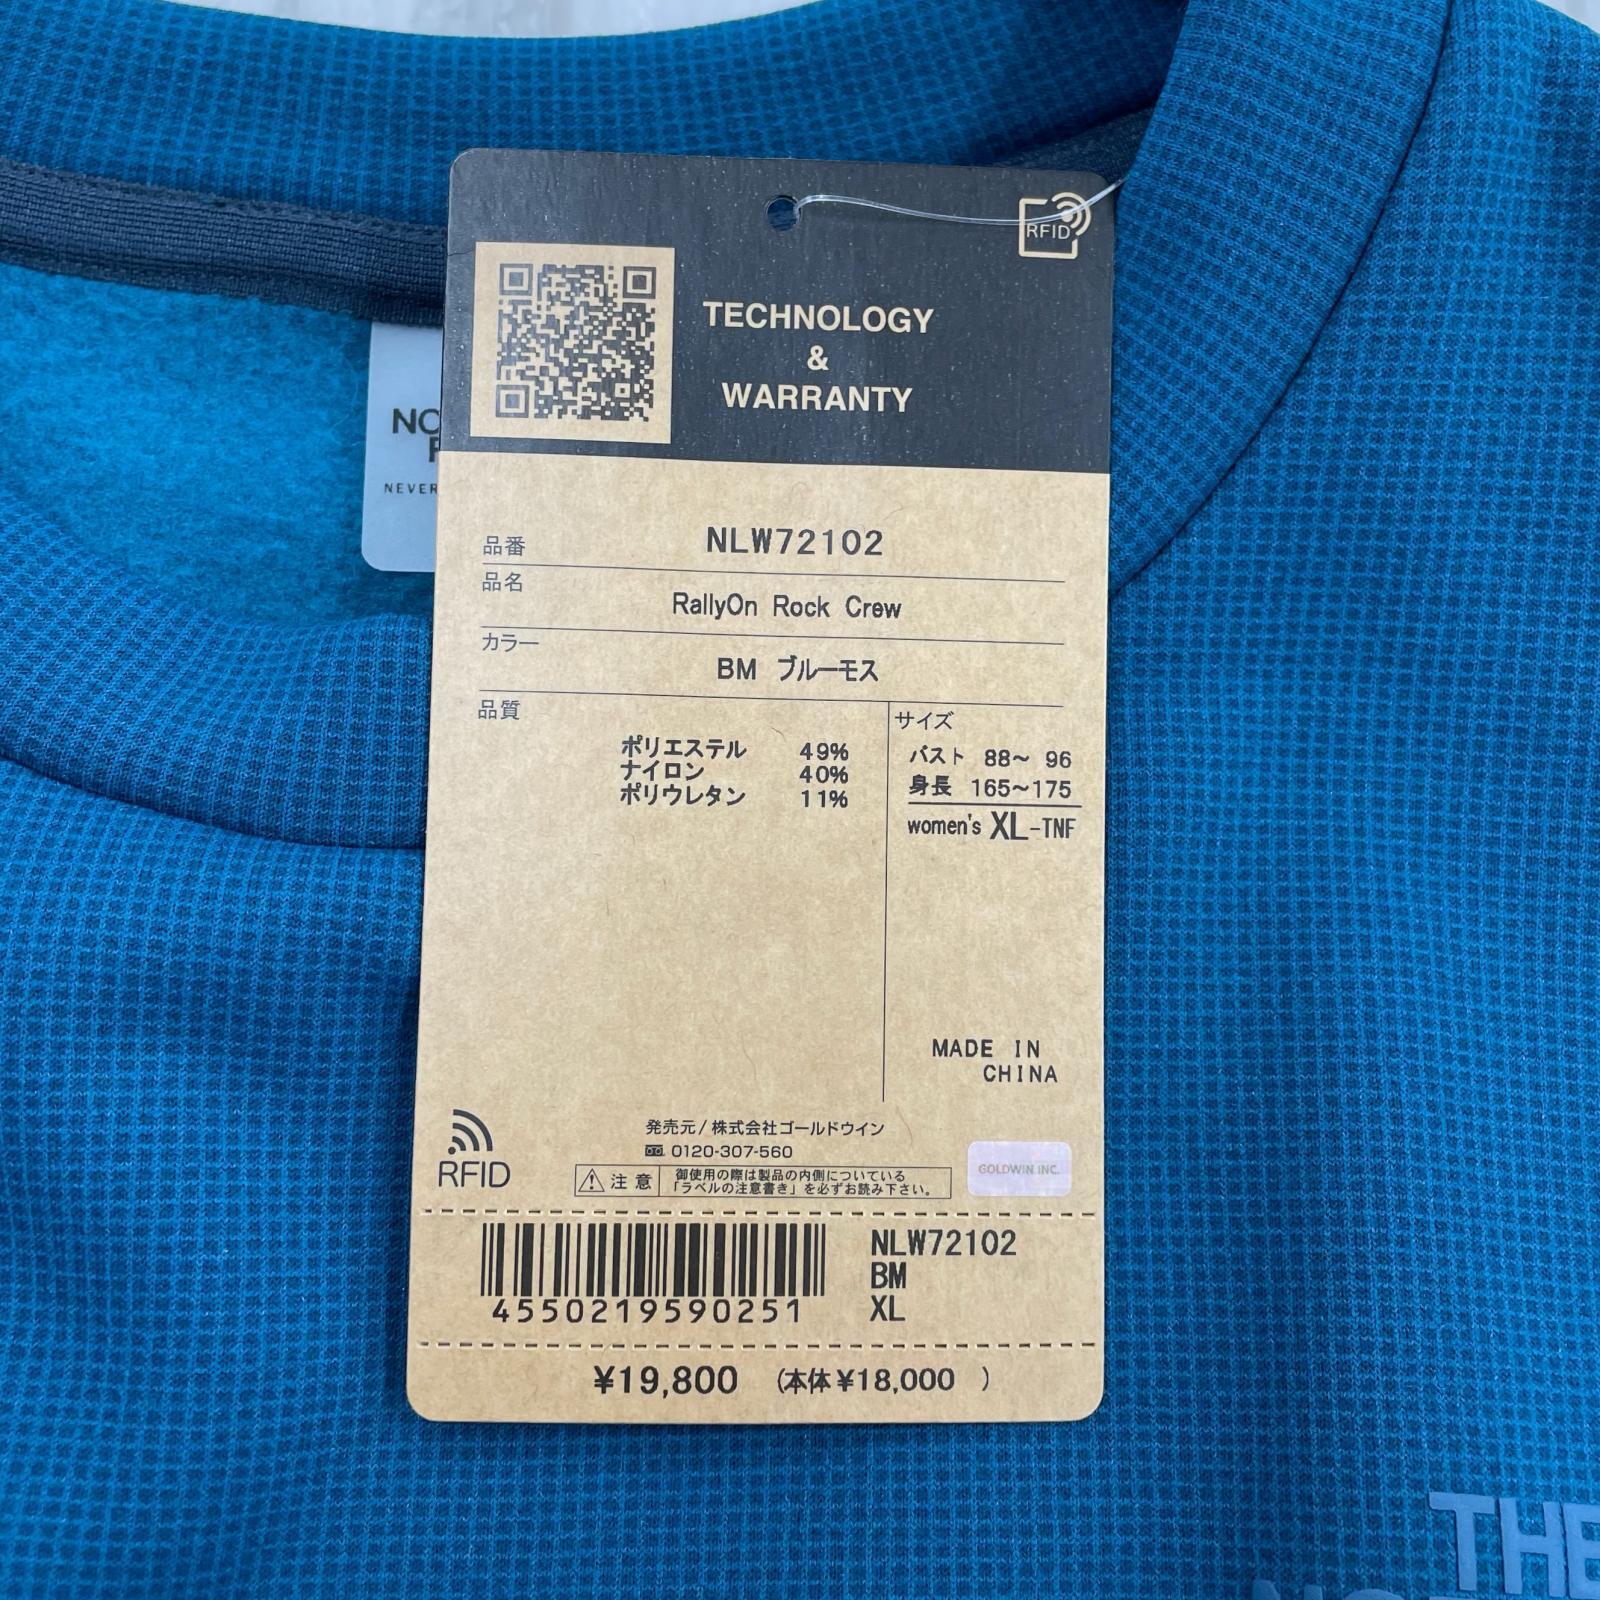 RFID
TECHNOLOGY
&
WARRANTY
NEVER
品番 NLW72102
品名
RallyOn Rock Crew
カラー
BM ブルーモス
品質
ポリエステル 49%
ナイロン 40%
ポリウレタン 11%
サイズ
バスト 88~ 96
身長 165~175
women's XL-TNF
MADE IN
CHINA
発売元/株式会社ゴールドウイン
0120-307-560
RFID
注意
御使用の際は製品の内側についている
「ラベルの注意書き」を必ずお読み下さい。
GOLDWIN INC.
4550219590251
NLW72102
BM
XL
¥19,800 (本体¥18,000 )
THE